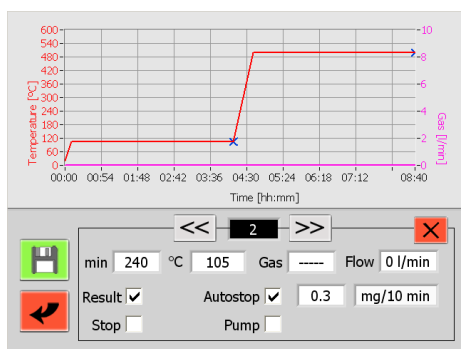 600
540
480
420
360
300
240
180
120
60
0
Temperature [ºC]
10
8
6
4
2
0
Gas [l/min]
00:00 00:54 01:48 02:42 03:36 04:30 05:24 06:18 07:12 08:40
Time [hh:mm]
<< 2 >>
min 240 °C 105 Gas ----- Flow 0 l/min
Result Autostop 0.3 mg/10 min
Stop Pump